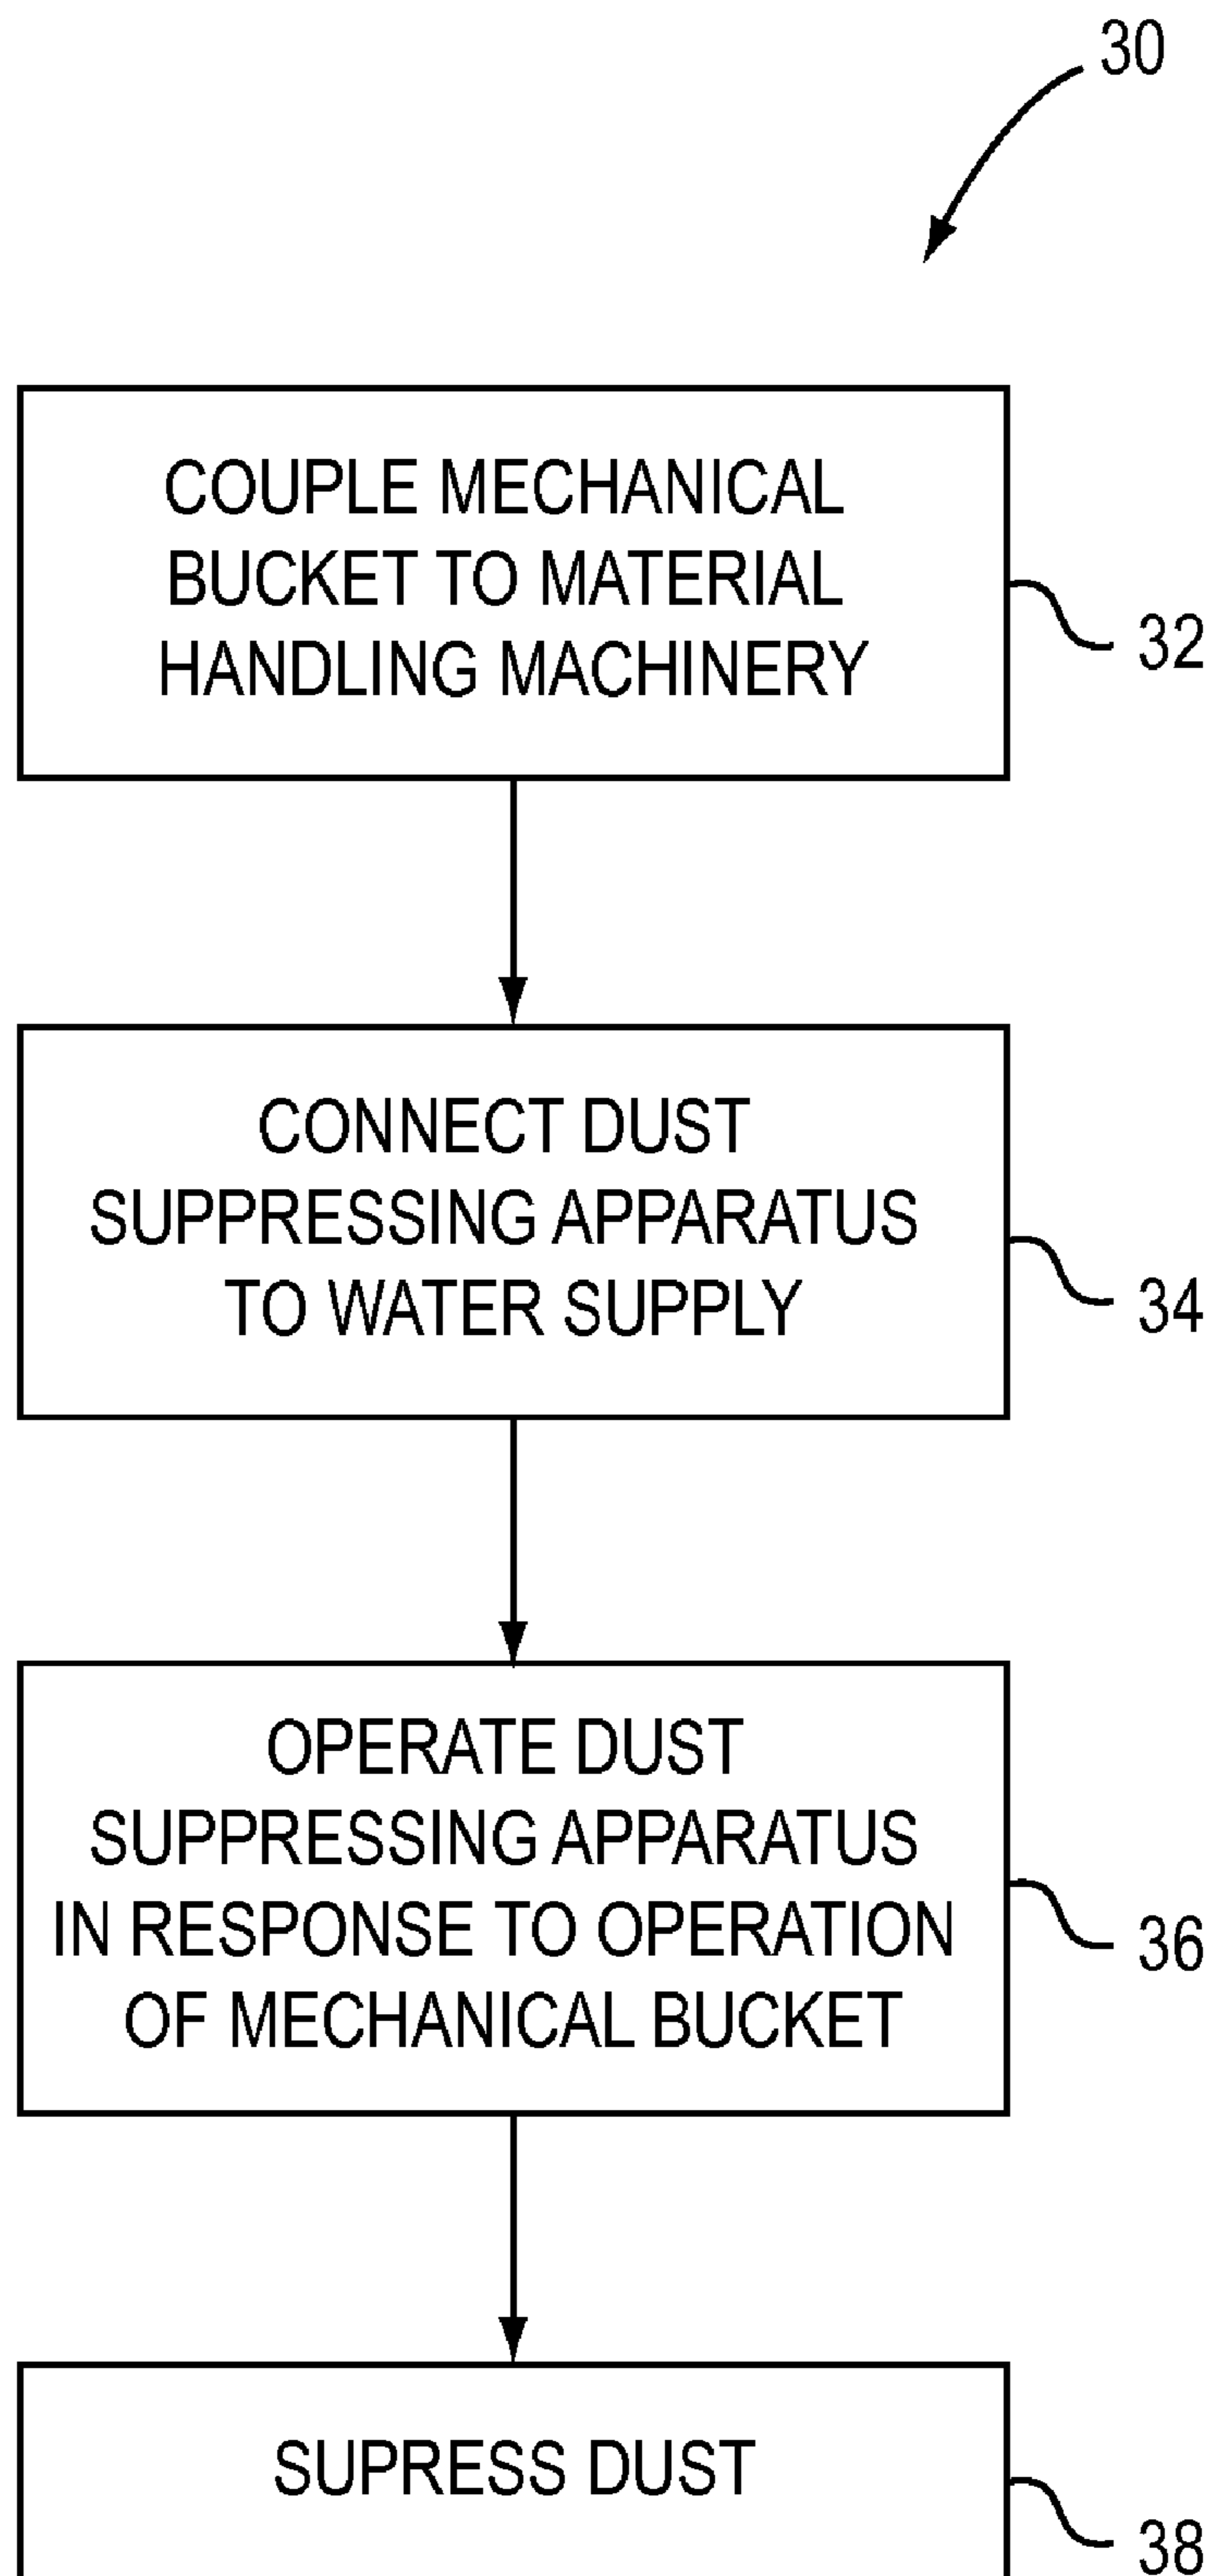 30
COUPLE MECHANICAL
BUCKET TO MATERIAL
HANDLING MACHINERY
32
CONNECT DUST
SUPPRESSING APPARATUS
TO WATER SUPPLY
34
OPERATE DUST
SUPPRESSING APPARATUS
IN RESPONSE TO OPERATION
OF MECHANICAL BUCKET
36
SUPRESS DUST
38